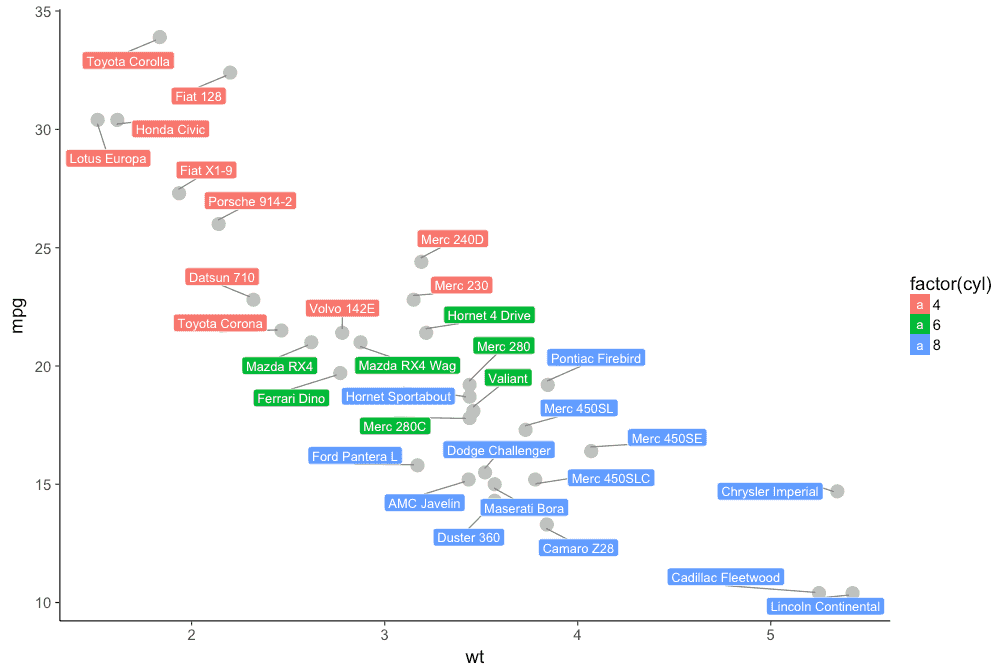 35
Toyota Corolla
Fiat 128
30
Honda Civic
Lotus Europa
Fiat X1-9
Porsche 914-2
25
Merc 240D
Datsun 710
Merc 230
Volvo 142E
Hornet 4 Drive
Toyota Corona
mpg
20
Mazda RX4
Mazda RX4 Wag
Merc 280
Pontiac Firebird
Valiant
Ferrari Dino
Hornet Sportabout
Merc 450SL
Merc 280C
Merc 450SE
Dodge Challenger
Ford Pantera L
Merc 450SLC
15
Chrysler Imperial
AMC Javelin
Maserati Bora
Duster 360
Camaro Z28
Cadillac Fleetwood
10
Lincoln Continental
2 3 4 5
wt
factor(cyl)
a 4
a 6
a 8